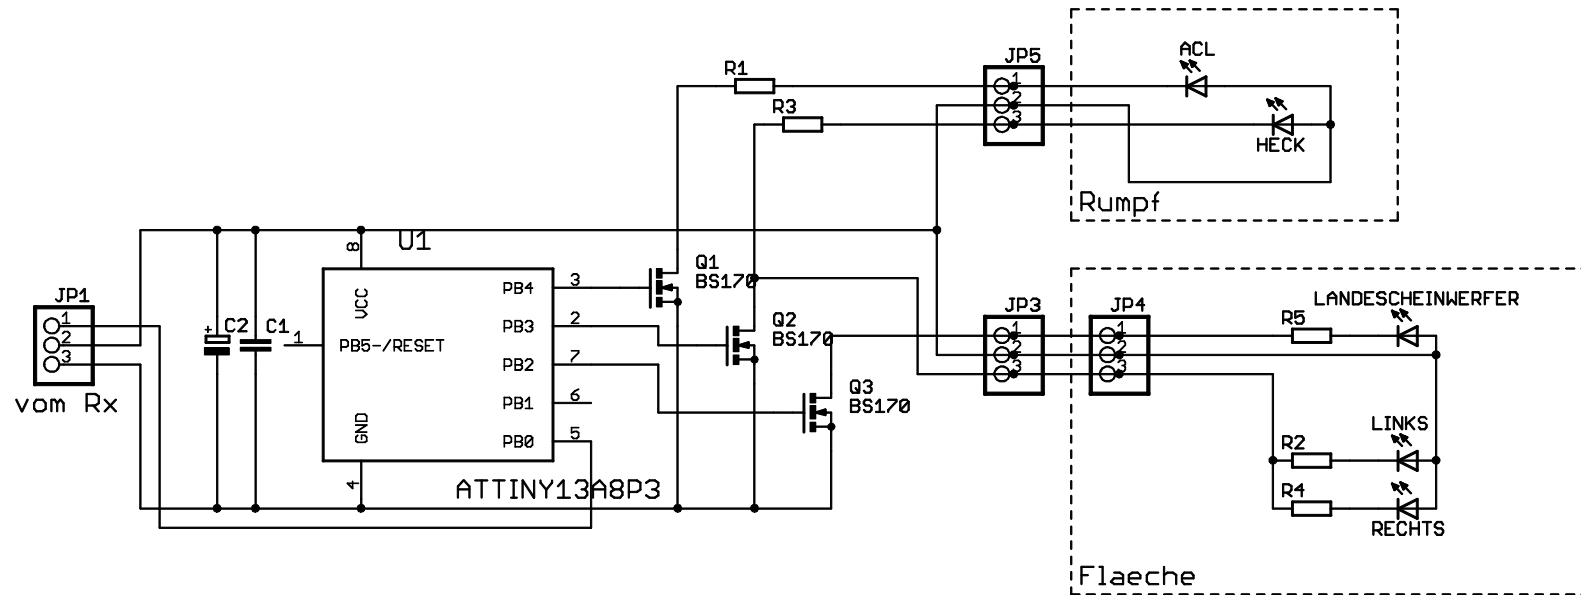 ACL
JP5
R1
1
2
3
R3
HECK
Rumpf
U1
8
Q1
BS170
PB4
3
VCC
JP1
JP3
JP4
LANDESCHEINWERFER
1
2
3
+
C2
C1
1
PB5-/RESET
PB3
2
Q2
BS170
1
2
3
1
2
3
R5
PB2
7
vom Rx
PB1
6
Q3
BS170
GND
PB0
5
LINKS
R2
4
ATTINY13A8P3
R4
RECHTS
Flaeche